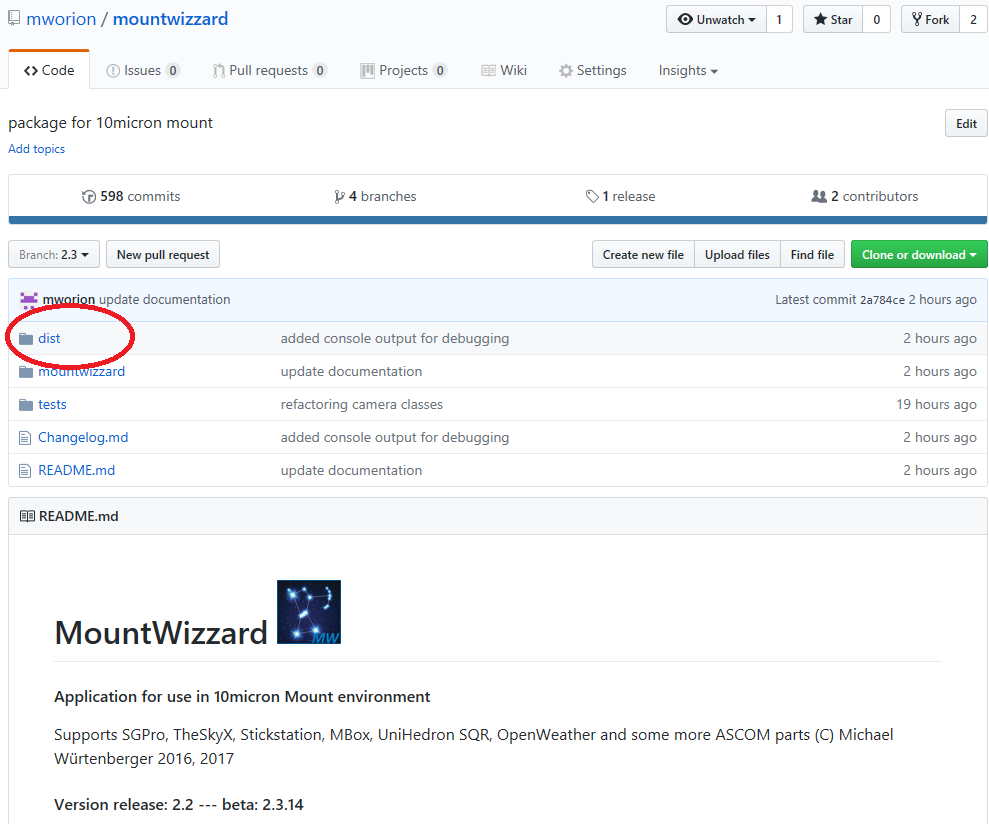 mworion / mountwizzard Unwatch 1 Star 0 Fork 2
Code Issues 0 Pull requests 0 Projects 0 Wiki Settings Insights
package for 10micron mount Edit
Add topics
598 commits 4 branches 1 release 2 contributors
Branch: 2.3 New pull request Create new file Upload files Find file Clone or download
mworion update documentation Latest commit 2a784ce 2 hours ago
dist added console output for debugging 2 hours ago
mountwizzard update documentation 2 hours ago
tests refactoring camera classes 19 hours ago
Changelog.md added console output for debugging 2 hours ago
README.md update documentation 2 hours ago
README.md
MountWizzard MW
Application for use in 10micron Mount environment
Supports SGPro, TheSkyX, Stickstation, MBox, UniHedron SQR, OpenWeather and some more ASCOM parts (C) Michael
Würtenberger 2016, 2017
Version release: 2.2 --- beta: 2.3.14